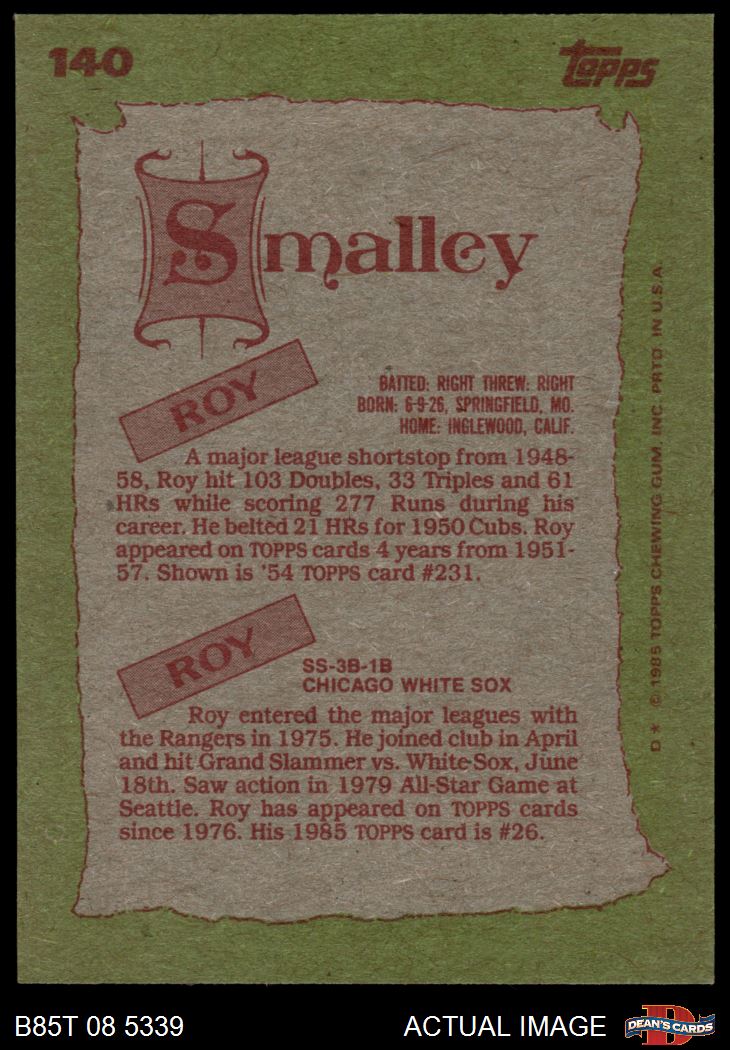 140
Topps
Smalley
ROY
BATTED: RIGHT THREW: RIGHT
BORN: 6-9-26, SPRINGFIELD, MO.
HOME: INGLEWOOD, CALIF.
A major league shortstop from 1948-
58, Roy hit 103 Doubles, 33 Triples and 61
HRs while scoring 277 Runs during his
career. He belted 21 HRs for 1950 Cubs. Roy
appeared on TOPPS cards 4 years from 1951-
57. Shown is '54 TOPPS card #231.
ROY
SS-3B-1B
CHICAGO WHITE SOX
Roy entered the major leagues with
the Rangers in 1975. He joined club in April
and hit Grand Slammer vs. White-Sox, June
18th. Saw action in 1979 All-Star Game at
Seattle. Roy has appeared on TOPPS cards
since 1976. His 1985 TOPPS card is #26.
D * © 1985 TOPPS CHEWING GUM, INC. PRTD. IN U.S.A.
B85T 08 5339
ACTUAL IMAGE
D
DEAN'S CARDS